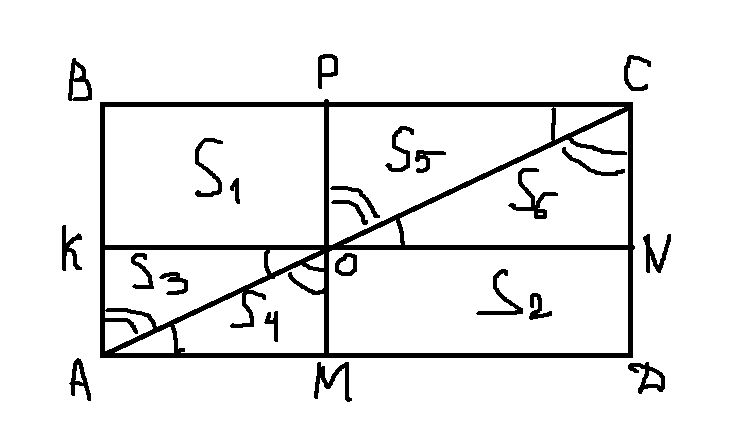 B P C
S₁ S₅
S₆
K O N
S₃ S₄ S₂
A M D